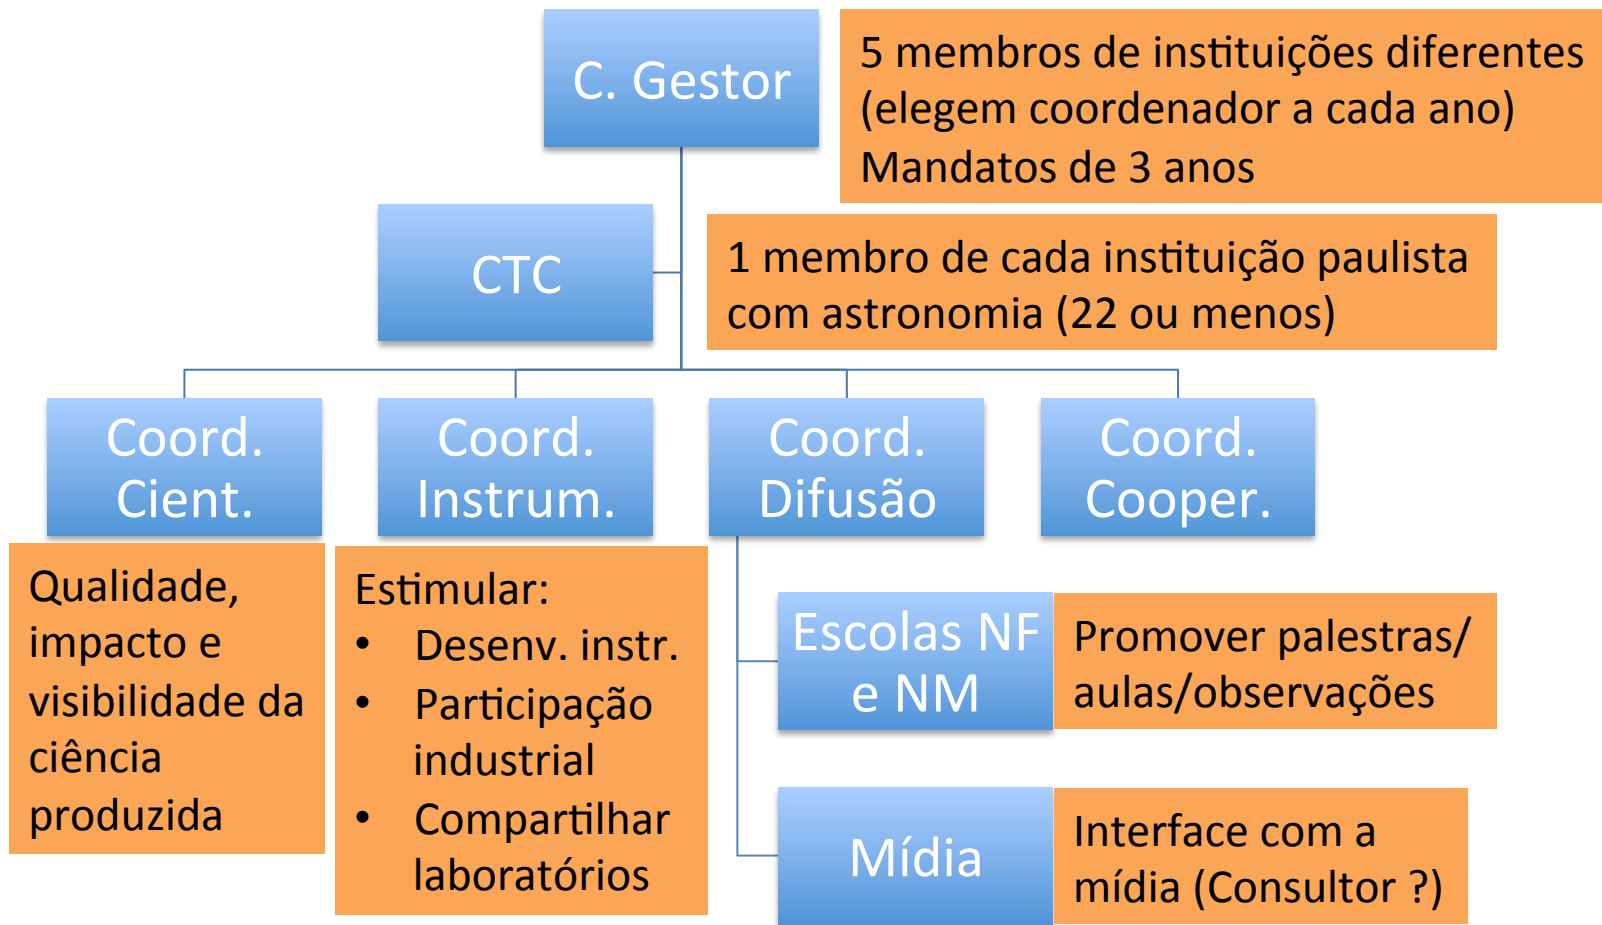 C. Gestor
5 membros de instituições diferentes
(elegem coordenador a cada ano)
Mandatos de 3 anos
CTC
1 membro de cada instituição paulista
com astronomia (22 ou menos)
Coord.
Cient.
Coord.
Instrum.
Coord.
Difusão
Coord.
Cooper.
Qualidade,
impacto e
visibilidade da
ciência
produzida
Estimular:
• Desenv. instr.
• Participação
industrial
• Compartilhar
laboratórios
Escolas NF
e NM
Promover palestras/
aulas/observações
Mídia
Interface com a
mídia (Consultor ?)